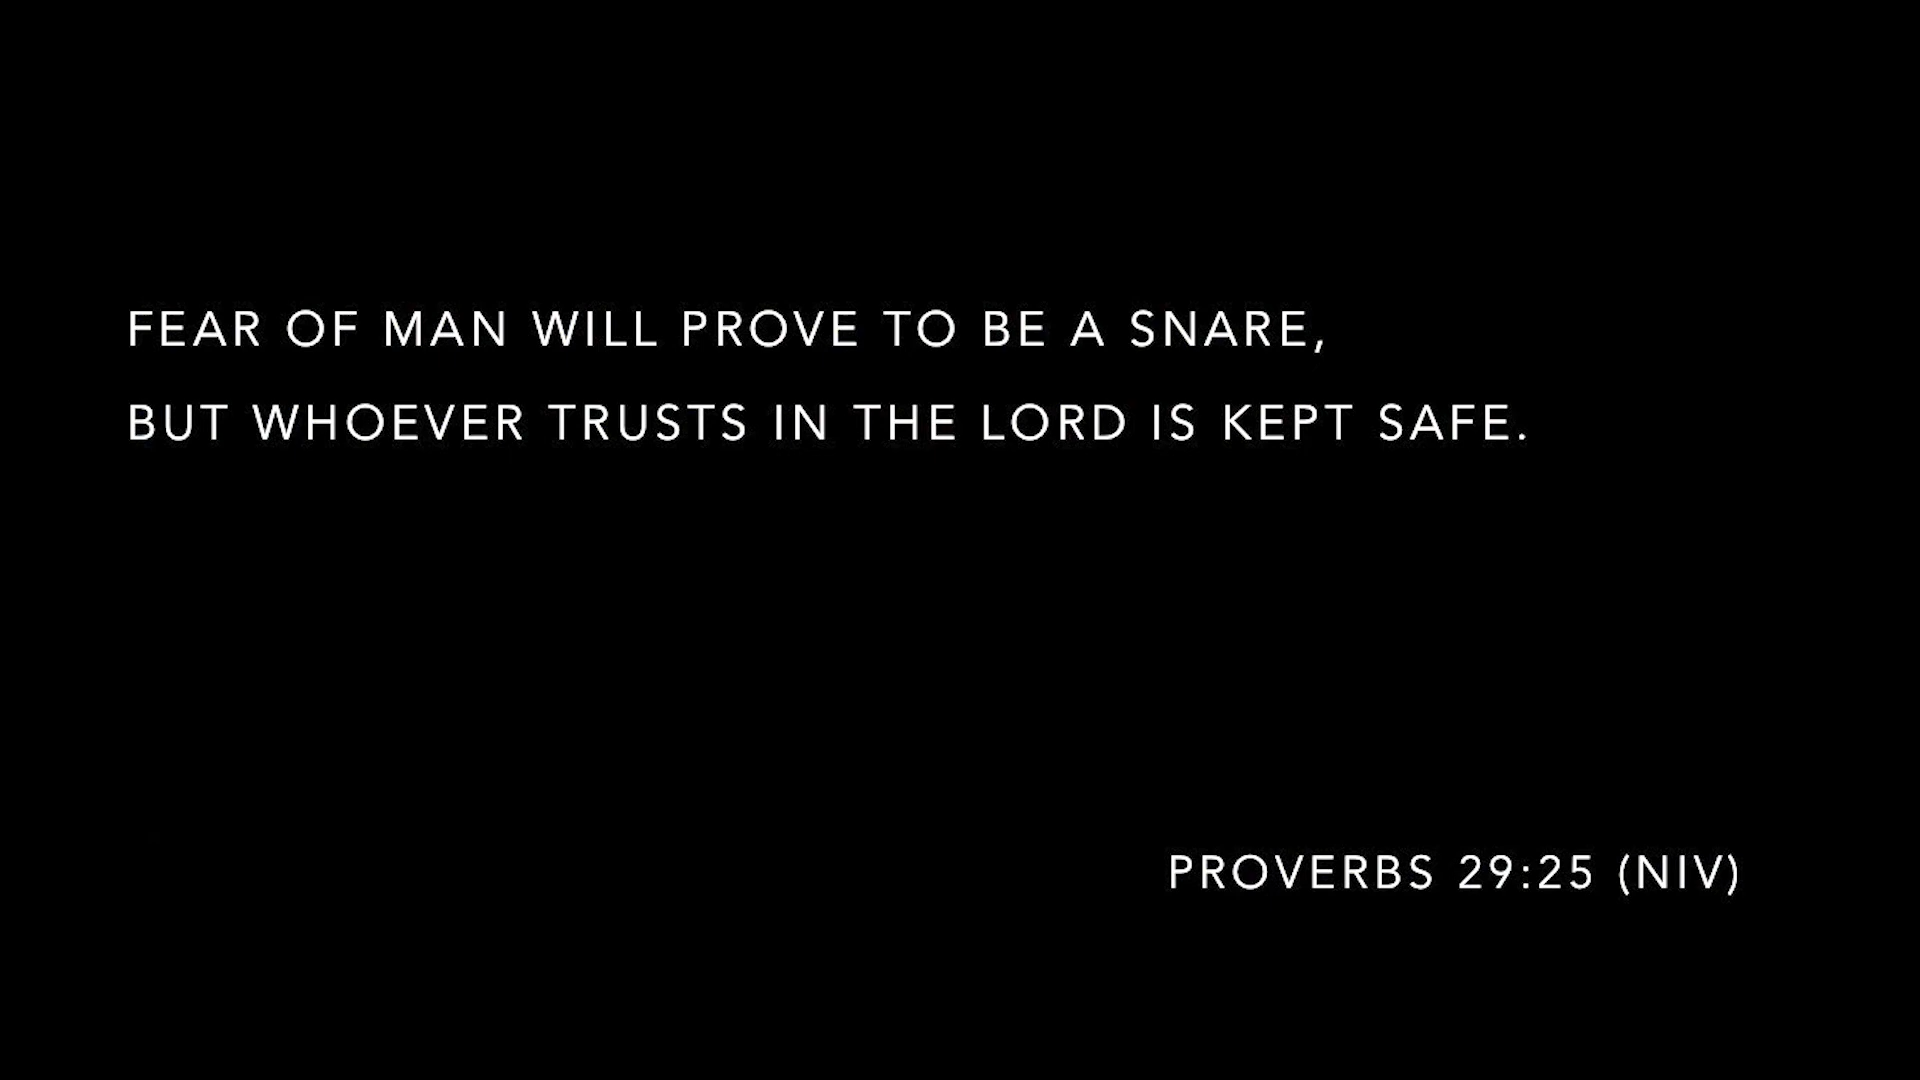 FEAR OF MAN WILL PROVE TO BE A SNARE,
BUT WHOEVER TRUSTS IN THE LORD IS KEPT SAFE.
PROVERBS 29:25 (NIV)